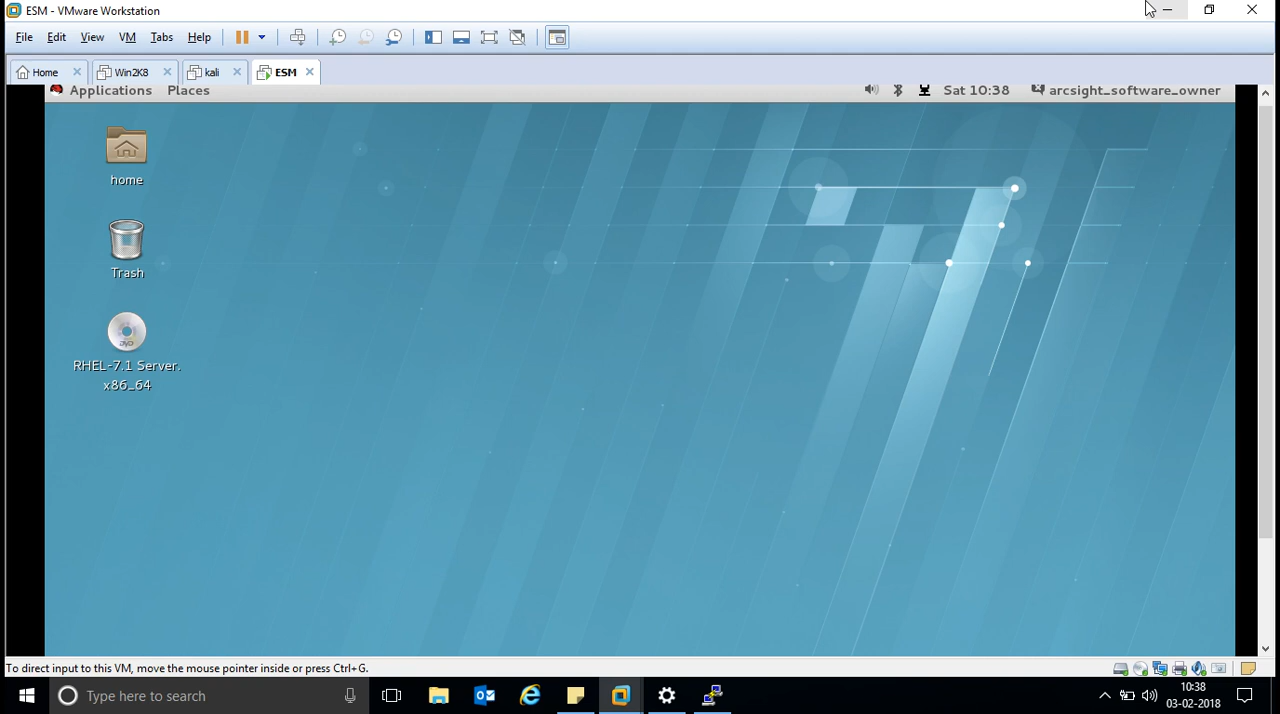 ESM - VMware Workstation
File Edit View VM Tabs Help
Home Win2K8 kali ESM
Applications Places Sat 10:38 arcsight_software_owner
home
Trash
RHEL-7.1 Server.
x86_64
To direct input to this VM, move the mouse pointer inside or press Ctrl+G.
Type here to search
10:38
03-02-2018